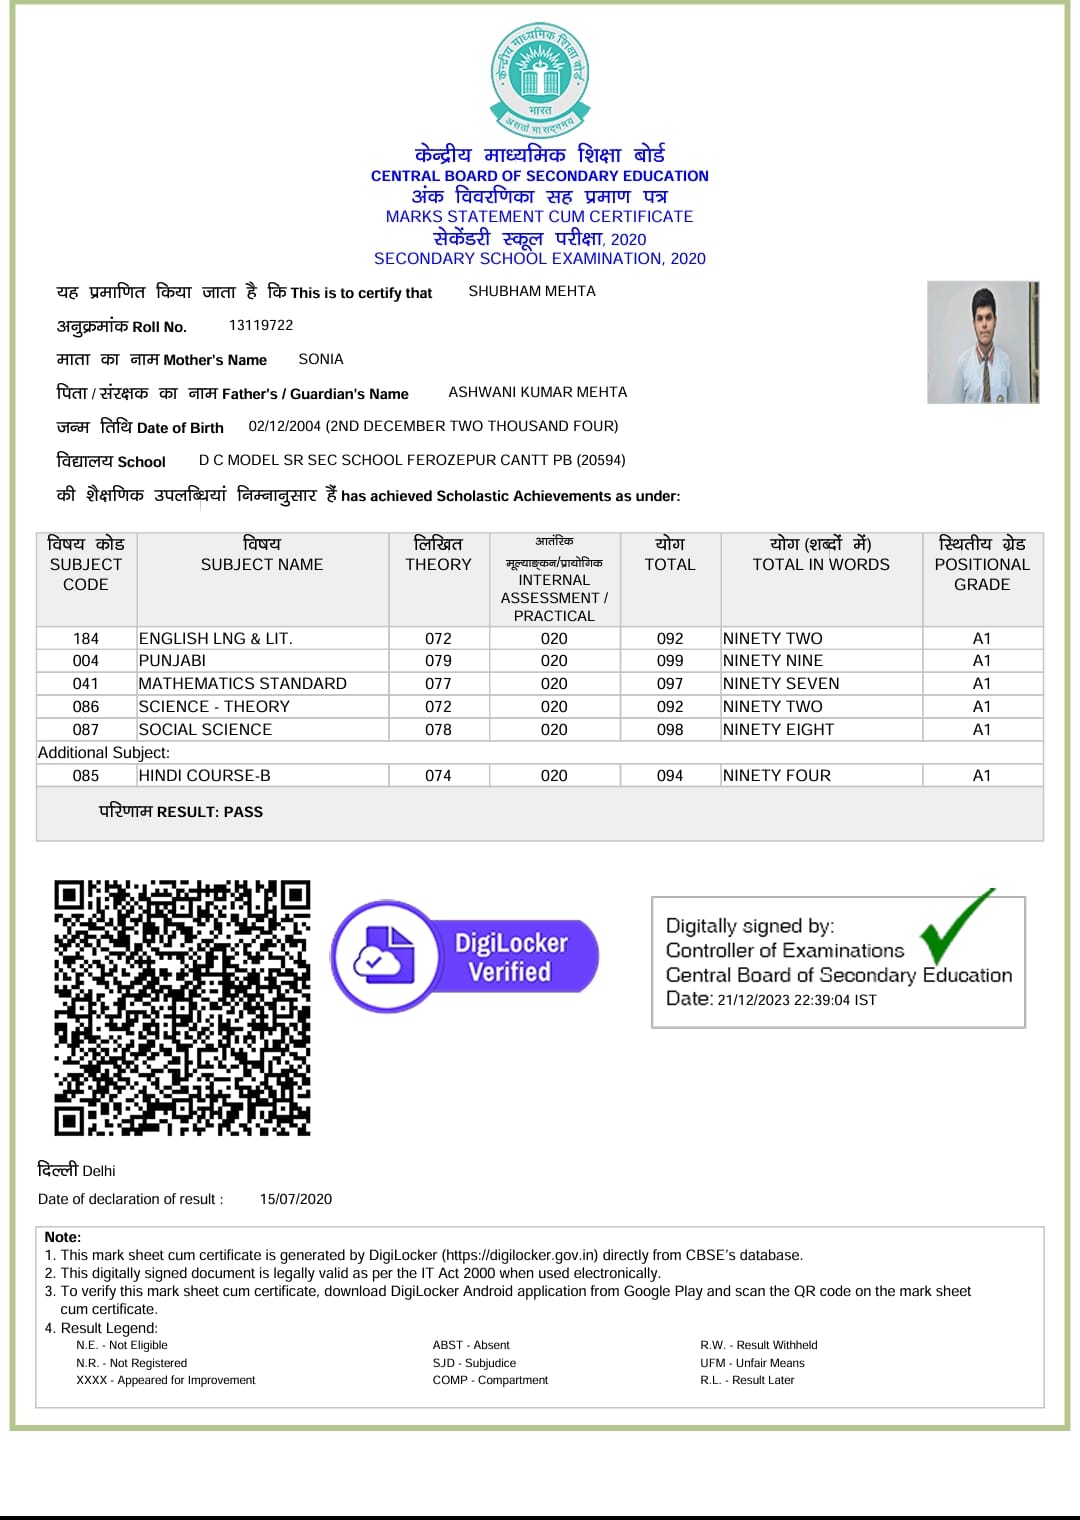 केन्द्रीय माध्यमिक शिक्षा बोर्ड
भारत
असतो मा सद्गमय
केन्द्रीय माध्यमिक शिक्षा बोर्ड
CENTRAL BOARD OF SECONDARY EDUCATION
अंक विवरणिका सह प्रमाण पत्र
MARKS STATEMENT CUM CERTIFICATE
सेकेंडरी स्कूल परीक्षा, 2020
SECONDARY SCHOOL EXAMINATION, 2020
यह प्रमाणित किया जाता है कि This is to certify that SHUBHAM MEHTA
अनुक्रमांक Roll No. 13119722
माता का नाम Mother's Name SONIA
पिता / संरक्षक का नाम Father's / Guardian's Name ASHWANI KUMAR MEHTA
जन्म तिथि Date of Birth 02/12/2004 (2ND DECEMBER TWO THOUSAND FOUR)
विद्यालय School D C MODEL SR SEC SCHOOL FEROZEPUR CANTT PB (20594)
की शैक्षणिक उपलब्धियां निम्नानुसार हैं has achieved Scholastic Achievements as under:
विषय कोड SUBJECT CODE विषय SUBJECT NAME लिखित THEORY आतंरिक मूल्याङ्कन/प्रायोगिक INTERNAL ASSESSMENT / PRACTICAL योग TOTAL योग (शब्दों में) TOTAL IN WORDS स्थितीय ग्रेड POSITIONAL GRADE
184 ENGLISH LNG & LIT. 072 020 092 NINETY TWO A1
004 PUNJABI 079 020 099 NINETY NINE A1
041 MATHEMATICS STANDARD 077 020 097 NINETY SEVEN A1
086 SCIENCE - THEORY 072 020 092 NINETY TWO A1
087 SOCIAL SCIENCE 078 020 098 NINETY EIGHT A1
Additional Subject:
085 HINDI COURSE-B 074 020 094 NINETY FOUR A1
परिणाम RESULT: PASS
DigiLocker
Verified
Digitally signed by:
Controller of Examinations
Central Board of Secondary Education
Date: 21/12/2023 22:39:04 IST
दिल्ली Delhi
Date of declaration of result : 15/07/2020
Note:
1. This mark sheet cum certificate is generated by DigiLocker (https://digilocker.gov.in) directly from CBSE's database.
2. This digitally signed document is legally valid as per the IT Act 2000 when used electronically.
3. To verify this mark sheet cum certificate, download DigiLocker Android application from Google Play and scan the QR code on the mark sheet
cum certificate.
4. Result Legend:
N.E. - Not Eligible ABST - Absent R.W. - Result Withheld
N.R. - Not Registered SJD - Subjudice UFM - Unfair Means
XXXX - Appeared for Improvement COMP - Compartment R.L. - Result Later